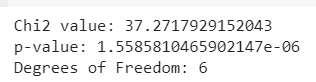 Chi2 value: 37.2717929152043
p-value: 1.5585810465902147e-06
Degrees of Freedom: 6